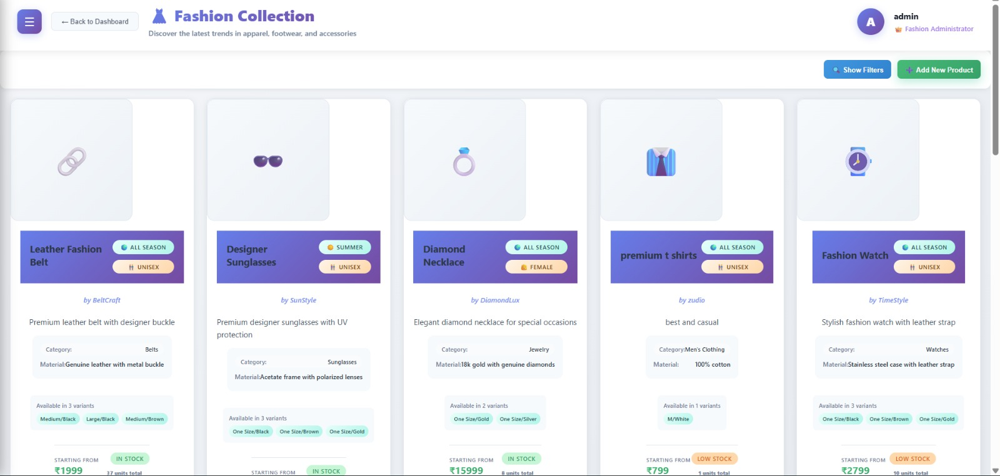 ☰
← Back to Dashboard
Fashion Collection
Discover the latest trends in apparel, footwear, and accessories
A
admin
Fashion Administrator
Show Filters
Add New Product
Leather Fashion
Belt
ALL SEASON
UNISEX
by BeltCraft
Premium leather belt with designer buckle
Category: Belts
Material:Genuine leather with metal buckle
Available in 3 variants
Medium/Black Large/Black Medium/Brown
STARTING FROM IN STOCK
₹1999 37 units total
Designer
Sunglasses
SUMMER
UNISEX
by SunStyle
Premium designer sunglasses with UV
protection
Category: Sunglasses
Material:Acetate frame with polarized lenses
Available in 3 variants
One Size/Black One Size/Brown One Size/Gold
STARTING FROM IN STOCK
Diamond
Necklace
ALL SEASON
FEMALE
by DiamondLux
Elegant diamond necklace for special occasions
Category: Jewelry
Material:18k gold with genuine diamonds
Available in 2 variants
One Size/Gold One Size/Silver
STARTING FROM IN STOCK
₹15999 8 units total
premium t shirts
ALL SEASON
UNISEX
by zudio
best and casual
Category:Men's Clothing
Material: 100% cotton
Available in 1 variants
M/White
STARTING FROM LOW STOCK
₹799 1 units total
Fashion Watch
ALL SEASON
UNISEX
by TimeStyle
Stylish fashion watch with leather strap
Category: Watches
Material:Stainless steel case with leather strap
Available in 3 variants
One Size/Black One Size/Brown One Size/Gold
STARTING FROM LOW STOCK
₹2799 10 units total